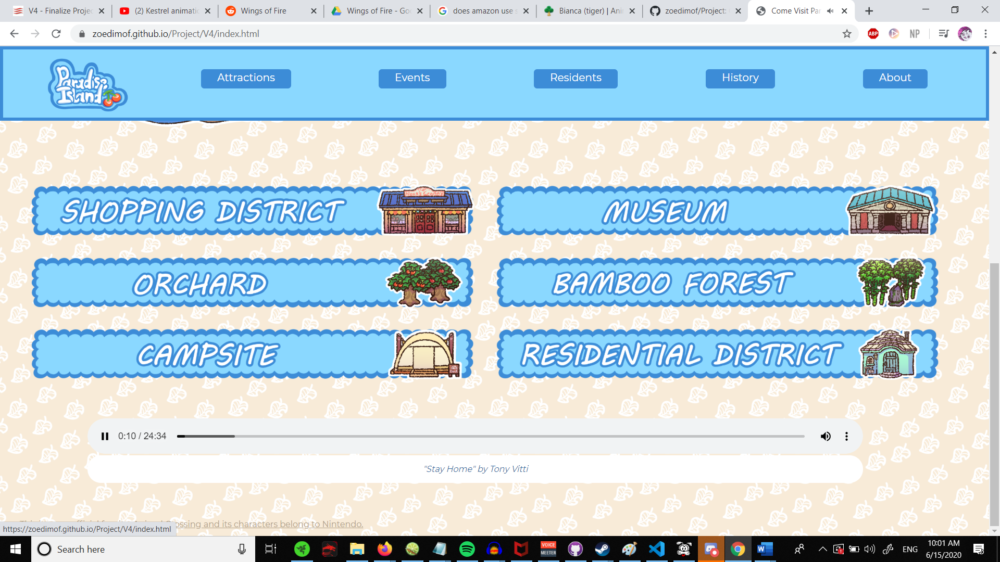 V4 - Finalize Projec
(2) Kestrel animatic
Wings of Fire
Wings of Fire - Goo
does amazon use s
Bianca (tiger) | Anim
zoedimof/Project:
Come Visit Par
zoedimof.github.io/Project/V4/index.html
ABP
NP
Paradise Island
Attractions
Events
Residents
History
About
SHOPPING DISTRICT
Nook's Cranny
MUSEUM
ORCHARD
BAMBOO FOREST
CAMPSITE
RESIDENTIAL DISTRICT
0:10 / 24:34
"Stay Home" by Tony Vitti
ossing and its characters belong to Nintendo.
https://zoedimof.github.io/Project/V4/index.html
Search here
VOICE
MEETER
ENG
10:01 AM
6/15/2020